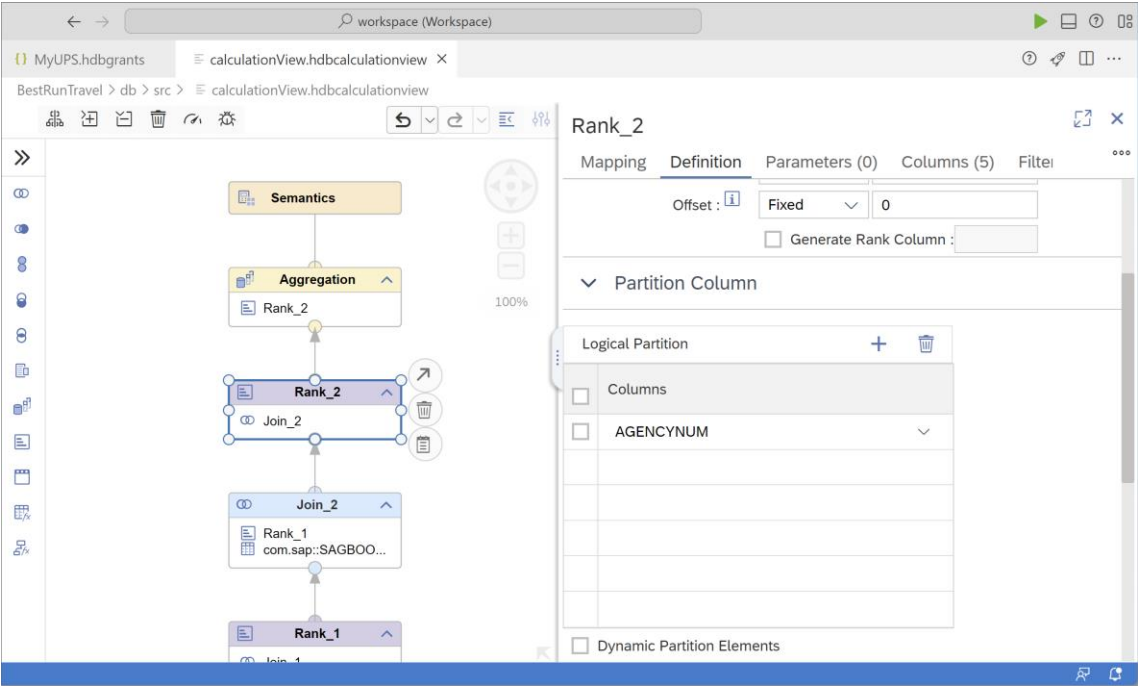 workspace (Workspace)
MyUPS.hdbgrants
calculationView.hdbcalculationview
BestRunTravel > db > src > calculationView.hdbcalculationview
Semantics
Aggregation
Rank_2
100%
Rank_2
Join_2
Join_2
Rank_1
com.sap::SAGBOO...
Rank_1
Join_1
Rank_2
Mapping Definition Parameters (0) Columns (5) Filter
Offset : Fixed 0
Generate Rank Column :
Partition Column
Logical Partition
Columns
AGENCYNUM
Dynamic Partition Elements